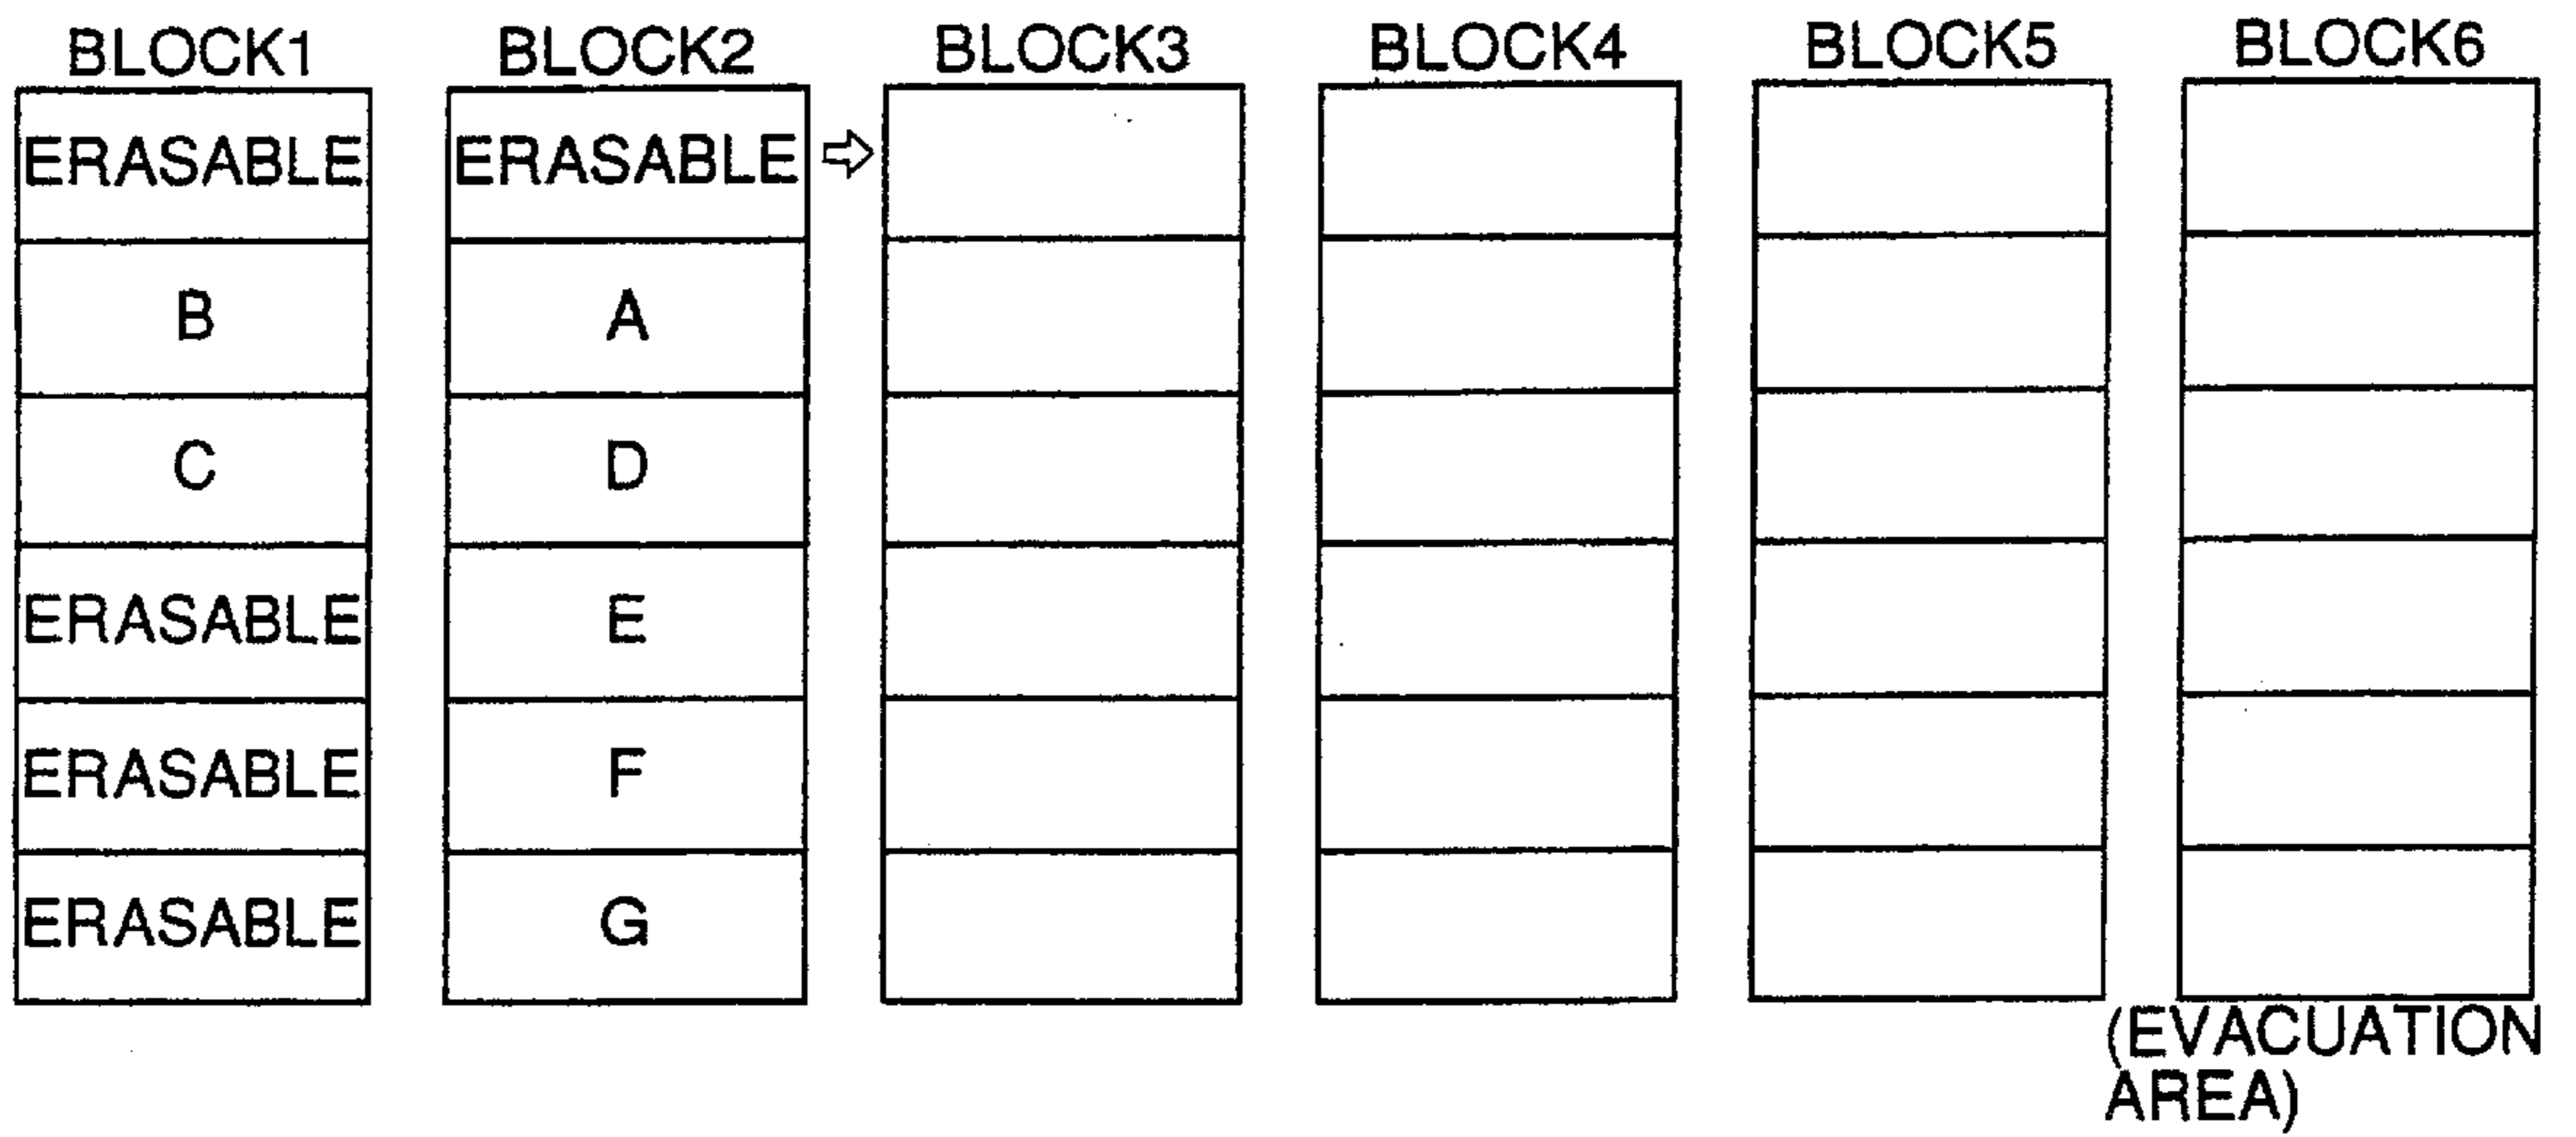 BLOCK1 BLOCK2 BLOCK3 BLOCK4 BLOCK5 BLOCK6
ERASABLE ERASABLE
B A
C D
ERASABLE E
ERASABLE F
ERASABLE G
(EVACUATION
AREA)